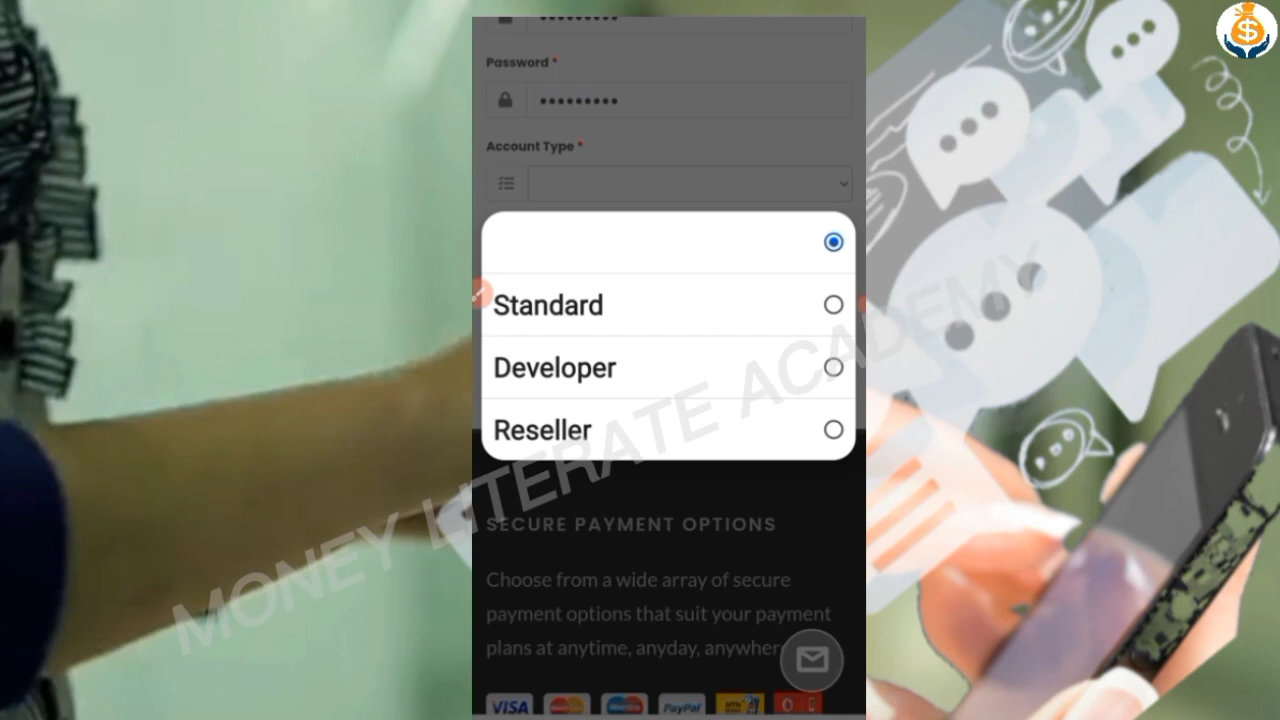 Password *
Account Type *
Standard
Developer
Reseller
MONEY LITERATE ACADEMY
SECURE PAYMENT OPTIONS
Choose from a wide array of secure
payment options that suit your payment
plans at anytime, anyday, anywher
VISA
PayPal
$